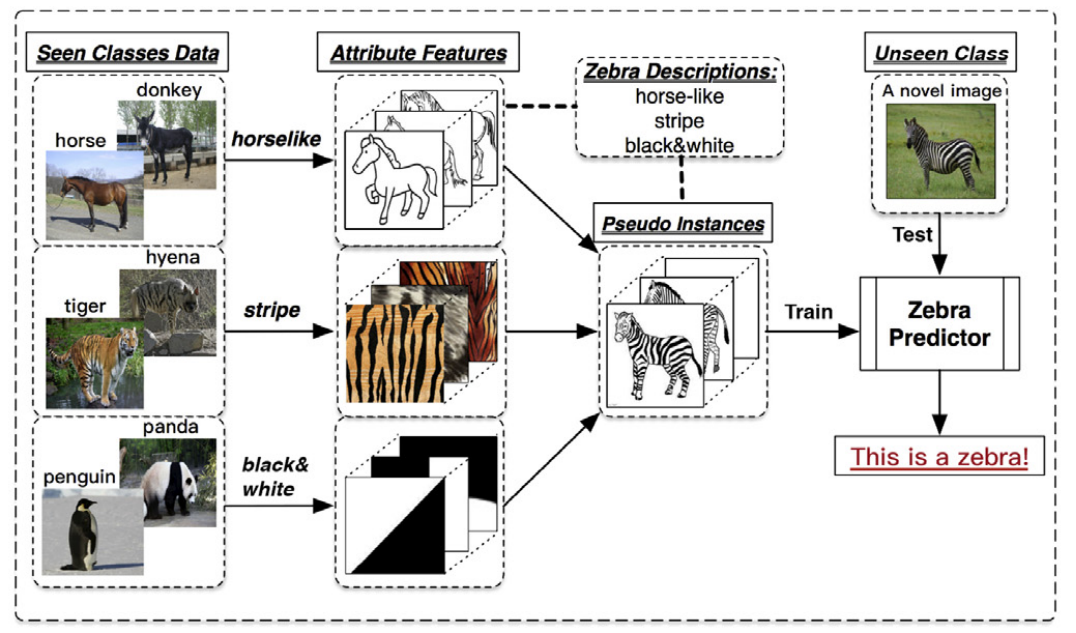 Seen Classes Data
Attribute Features
Unseen Class
Zebra Descriptions:
horse-like
stripe
black&white
A novel image
donkey
horse
horselike
Pseudo Instances
Test
hyena
tiger
stripe
Train
Zebra
Predictor
panda
penguin
black&
white
This is a zebra!